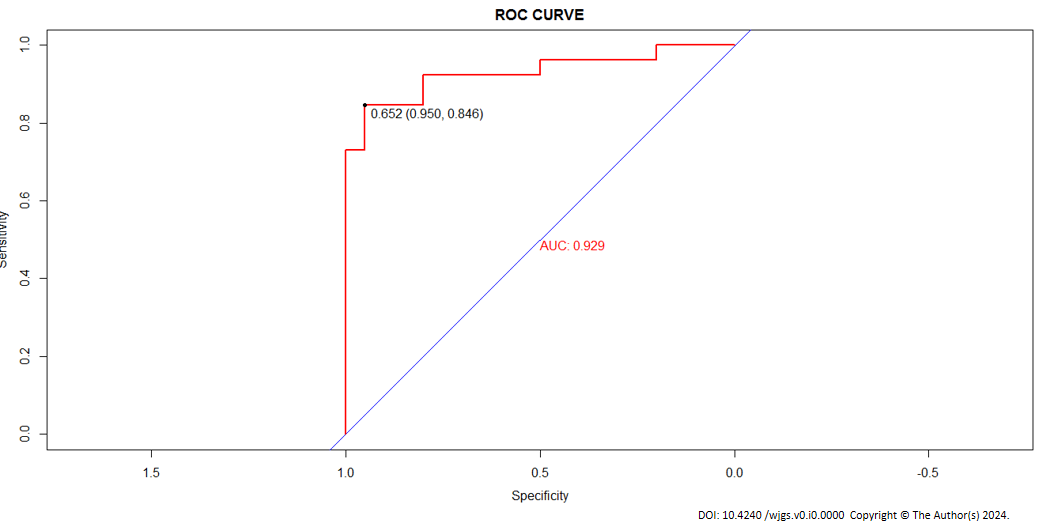 ROC CURVE
1.0
0.8
0.6
0.4
0.2
0.0
Sensitivity
0.652 (0.950, 0.846)
AUC: 0.929
1.5 1.0 0.5 0.0 -0.5
Specificity
DOI: 10.4240 /wjgs.v0.i0.0000 Copyright © The Author(s) 2024.